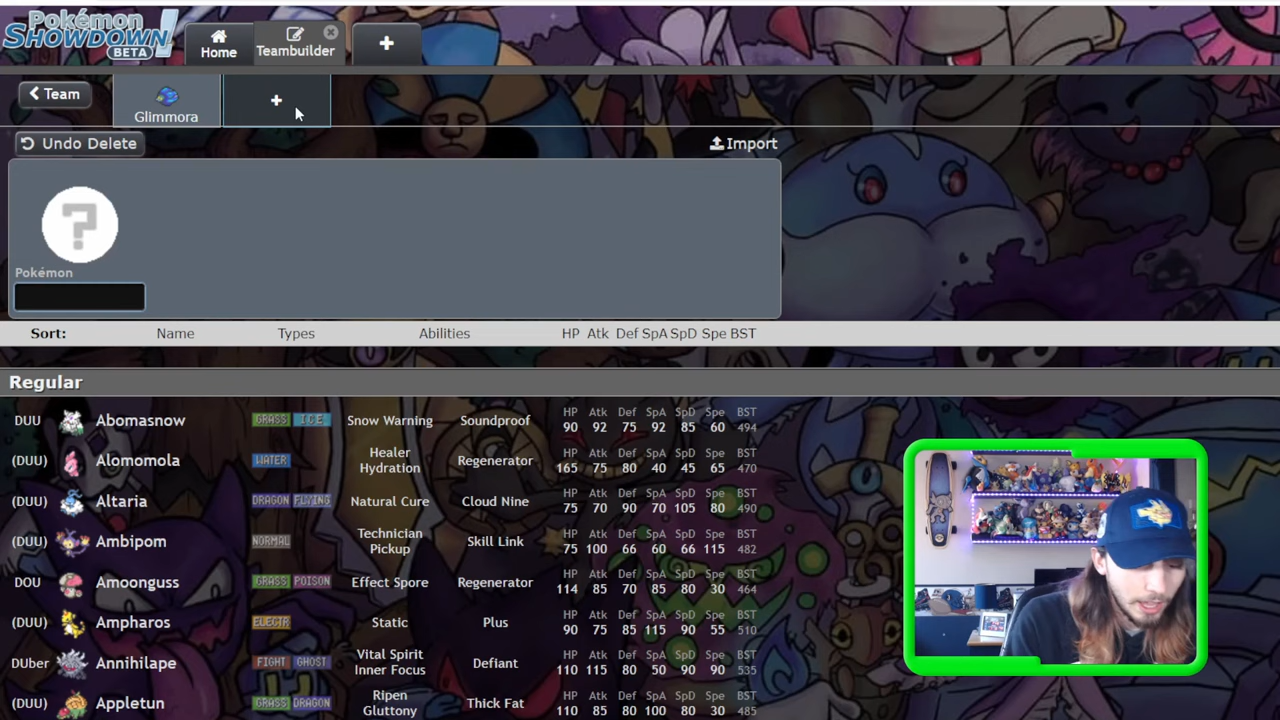 Pokémon
SHOWDOWN!
BETA
Home
Teambuilder
+
Team
Glimmora
+
Undo Delete
Import
?
Pokémon
Sort: Name Types Abilities HP Atk Def SpA SpD Spe BST
Regular
DUU Abomasnow GRASS ICE Snow Warning Soundproof HP 90 Atk 92 Def 75 SpA 92 SpD 85 Spe 60 BST 494
(DUU) Alomomola WATER Healer Hydration Regenerator HP 165 Atk 75 Def 80 SpA 40 SpD 45 Spe 65 BST 470
(DUU) Altaria DRAGON FLYING Natural Cure Cloud Nine HP 75 Atk 70 Def 90 SpA 70 SpD 105 Spe 80 BST 490
(DUU) Ambipom NORMAL Technician Pickup Skill Link HP 75 Atk 100 Def 66 SpA 60 SpD 66 Spe 115 BST 482
DOU Amoonguss GRASS POISON Effect Spore Regenerator HP 114 Atk 85 Def 70 SpA 85 SpD 80 Spe 30 BST 464
(DUU) Ampharos ELECTR Static Plus HP 90 Atk 75 Def 85 SpA 115 SpD 90 Spe 55 BST 510
DUber Annihilape FIGHT GHOST Vital Spirit Inner Focus Defiant HP 110 Atk 115 Def 80 SpA 50 SpD 90 Spe 90 BST 535
(DUU) Appletun GRASS DRAGON Ripen Gluttony Thick Fat HP 110 Atk 85 Def 80 SpA 100 SpD 80 Spe 30 BST 485